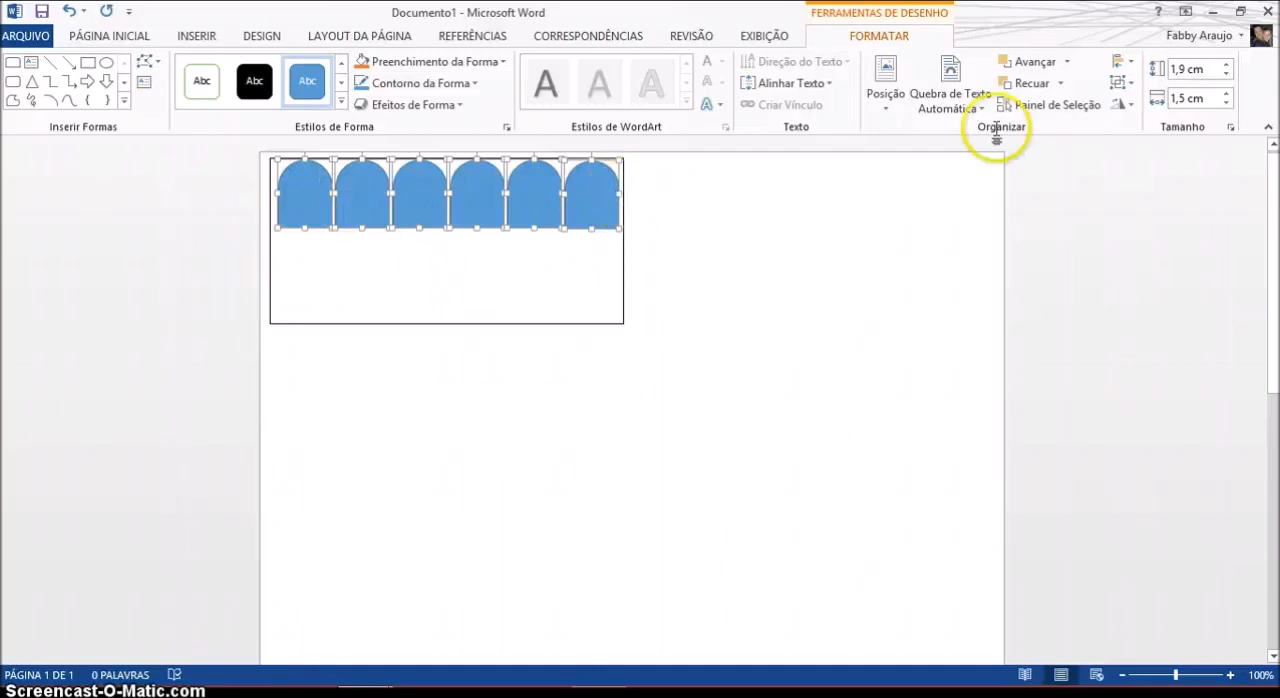 Documento1 - Microsoft Word
FERRAMENTAS DE DESENHO
?
ARQUIVO PÁGINA INICIAL INSERIR DESIGN LAYOUT DA PÁGINA REFERÊNCIAS CORRESPONDÊNCIAS REVISÃO EXIBIÇÃO FORMATAR Fabby Araujo
Abc Abc Abc
Preenchimento da Forma
Contorno da Forma
Efeitos de Forma
A A A
A
A
A
Direção do Texto
Alinhar Texto
Criar Vínculo
Posição
Quebra de Texto
Automática
Avançar
Recuar
Painel de Seleção
1,9 cm
1,5 cm
Inserir Formas Estilos de Forma Estilos de WordArt Texto Organizar Tamanho
PÁGINA 1 DE 1 0 PALAVRAS 100%
Screencast-O-Matic.com